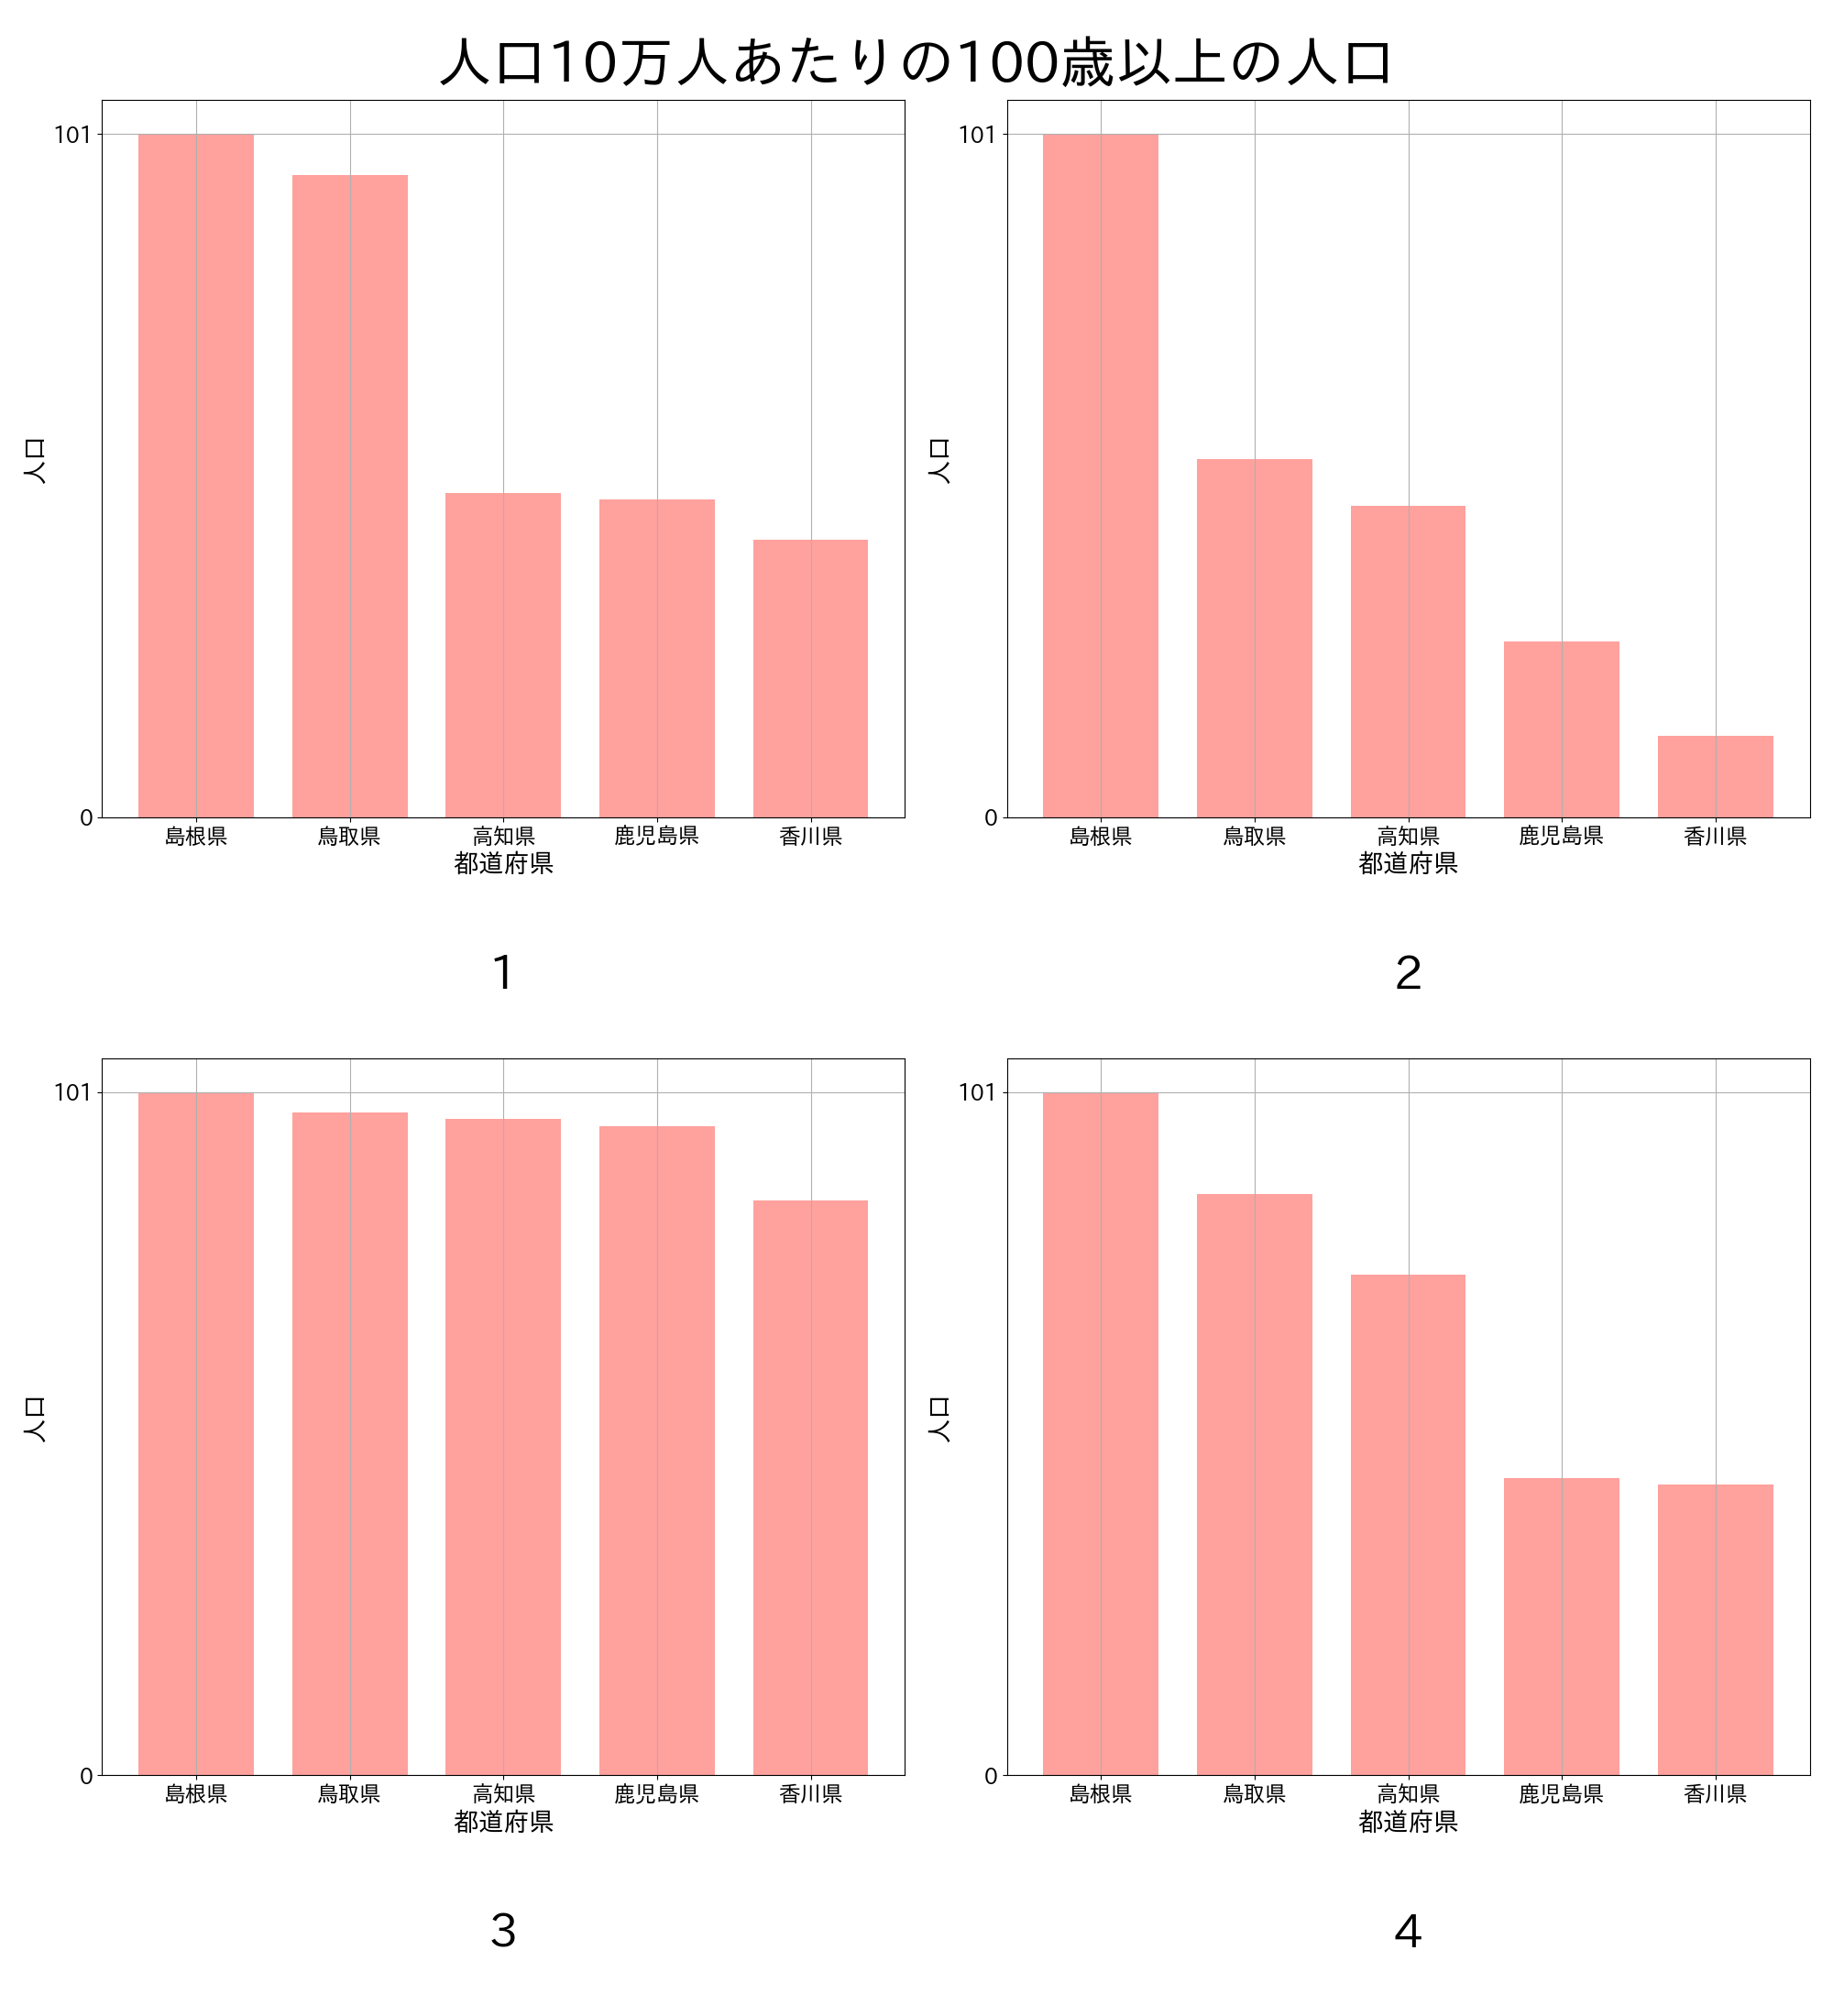 人口10万人あたりの100歳以上の人口
101
人口
0
島根県 鳥取県 高知県 鹿児島県 香川県
都道府県
1
101
人口
0
島根県 鳥取県 高知県 鹿児島県 香川県
都道府県
2
101
人口
0
島根県 鳥取県 高知県 鹿児島県 香川県
都道府県
3
101
人口
0
島根県 鳥取県 高知県 鹿児島県 香川県
都道府県
4